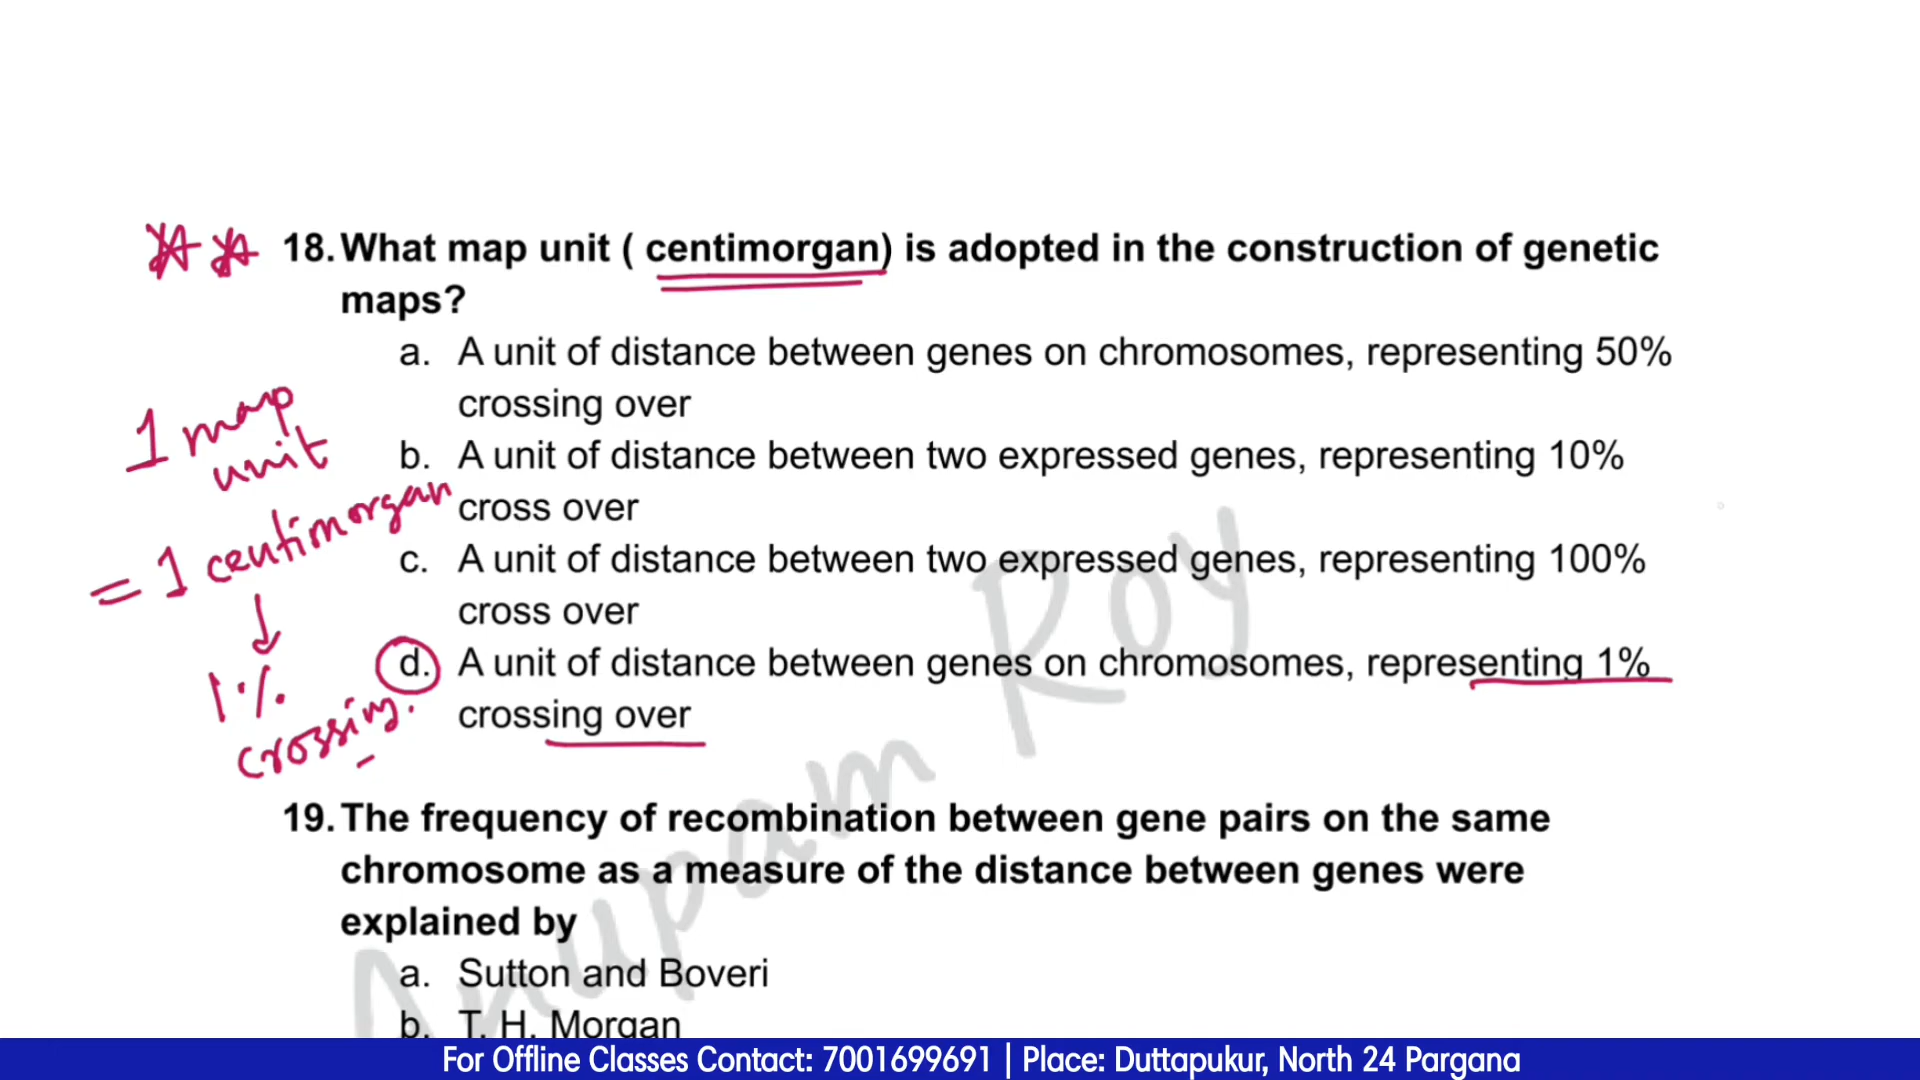 18. What map unit ( centimorgan) is adopted in the construction of genetic
maps?
a. A unit of distance between genes on chromosomes, representing 50%
crossing over
b. A unit of distance between two expressed genes, representing 10%
cross over
c. A unit of distance between two expressed genes, representing 100%
cross over
d. A unit of distance between genes on chromosomes, representing 1%
crossing over
1 map
unit
= 1 centimorgan
↓
1%
crossing.
19. The frequency of recombination between gene pairs on the same
chromosome as a measure of the distance between genes were
explained by
a. Sutton and Boveri
b. T. H. Morgan
Anupam Roy
For Offline Classes Contact: 7001699691 | Place: Duttapukur, North 24 Pargana